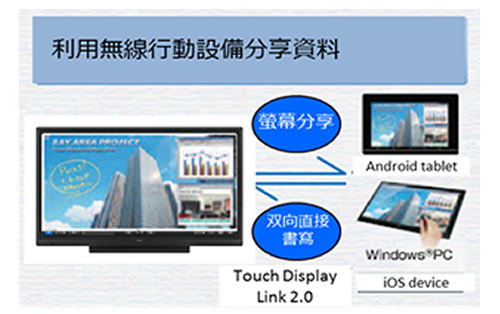 利用無線行動設備分享資料
螢幕分享
BAY AREA PROJECT
Android tablet
双向直接
書寫
Windows®PC
Touch Display
Link 2.0
iOS device